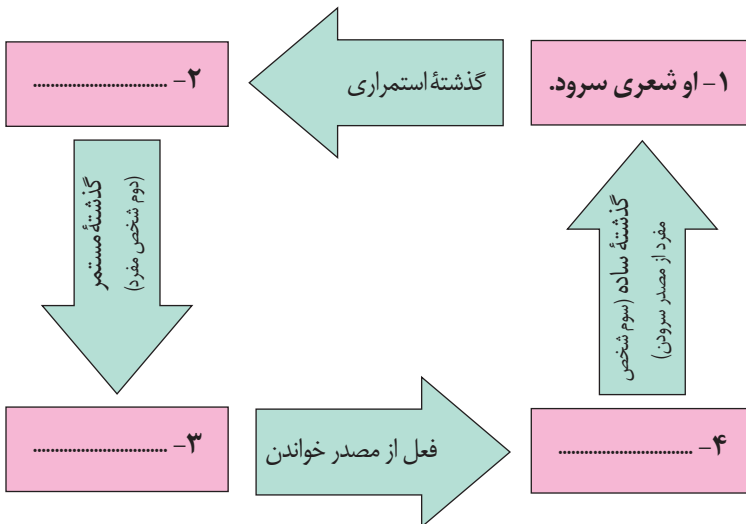 ۱- او شعری سرود.
گذشتهٔ استمراری
۲- ...............................
گذشتهٔ مستمر
(دوم شخص مفرد)
۳- ...............................
فعل از مصدر خواندن
۴- ...............................
گذشتهٔ ساده (سوم شخص
مفرد از مصدر سرودن)